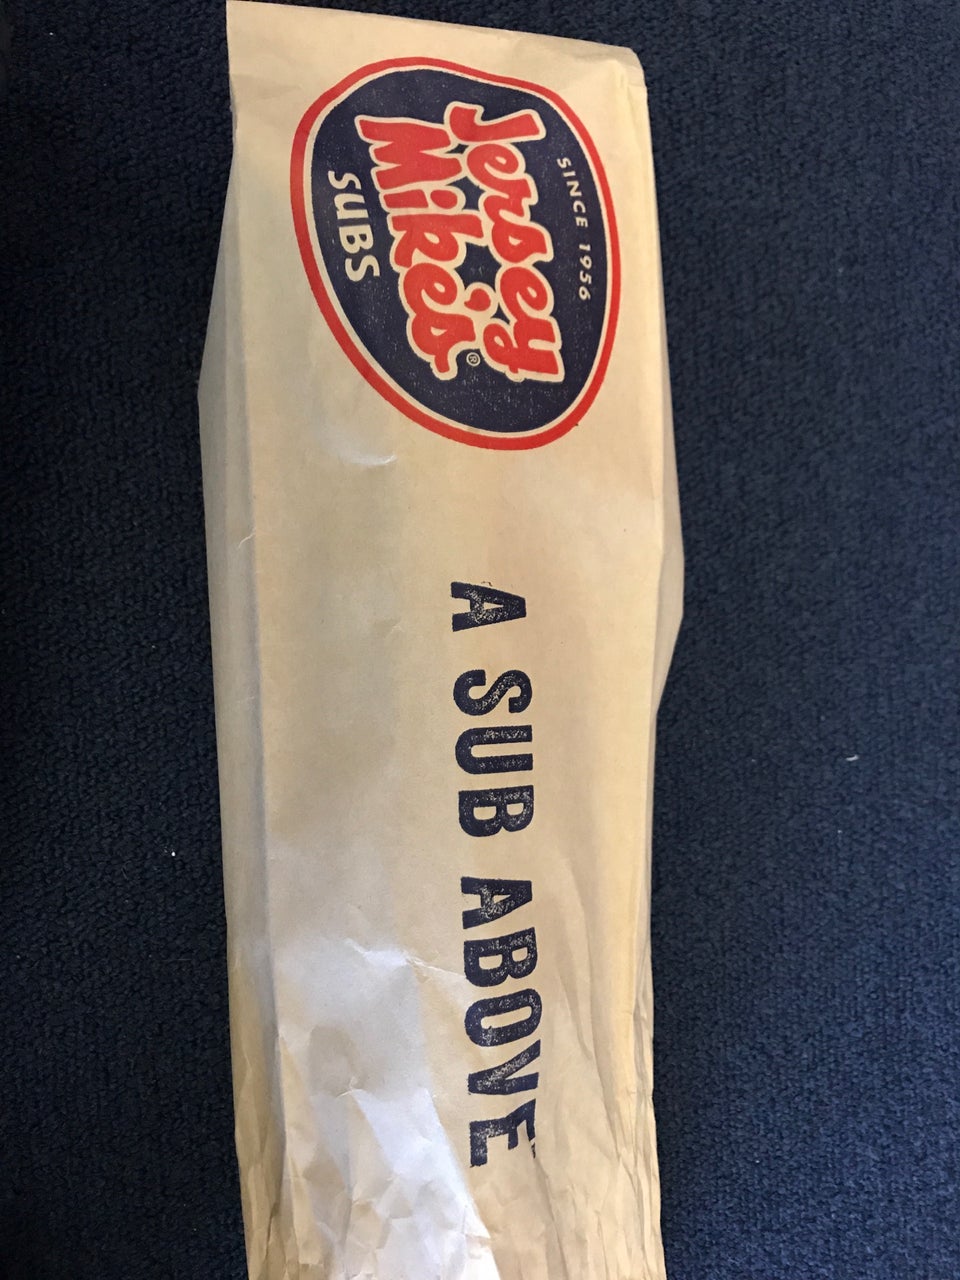 SINCE 1956
Jersey
Mike's®
SUBS
A SUB ABOVE